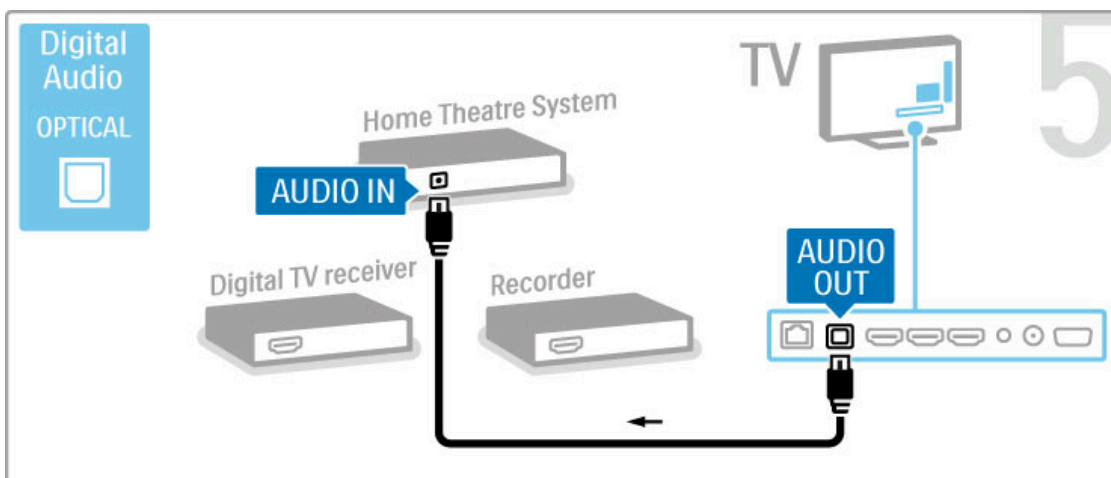 Digital
Audio
OPTICAL
TV
5
Home Theatre System
AUDIO IN
Digital TV receiver
Recorder
AUDIO
OUT